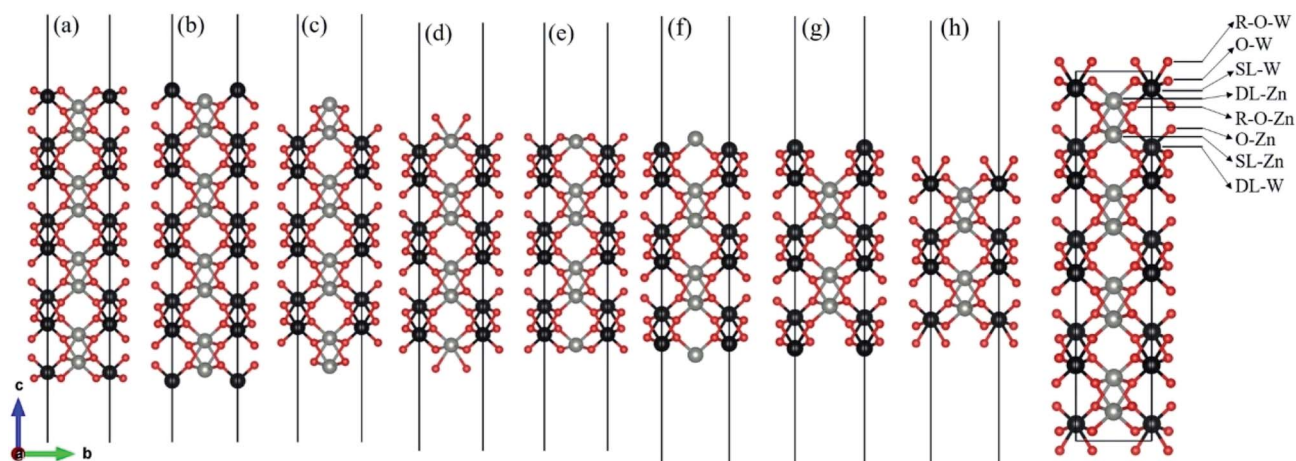 (a) (b) (c) (d) (e) (f) (g) (h)
R-O-W
O-W
SL-W
DL-Zn
R-O-Zn
O-Zn
SL-Zn
DL-W
c
a b